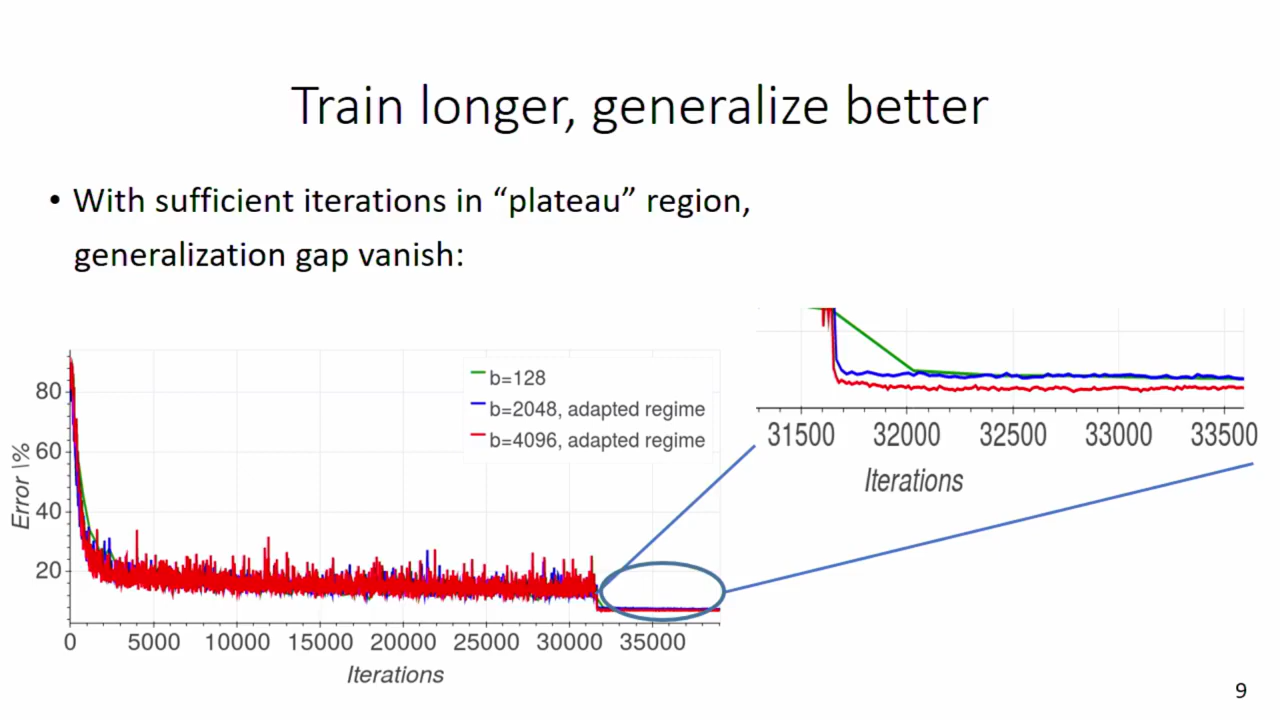 Train longer, generalize better
• With sufficient iterations in “plateau” region,
generalization gap vanish:
80
60
40
20
Error \%
0 5000 10000 15000 20000 25000 30000 35000
Iterations
b=128
b=2048, adapted regime
b=4096, adapted regime
31500 32000 32500 33000 33500
Iterations
9